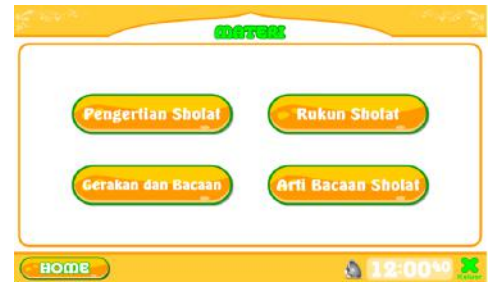 MATERI
Pengertian Sholat
Rukun Sholat
Gerakan dan Bacaan
Arti Bacaan Sholat
HOME
12:00
Keluar